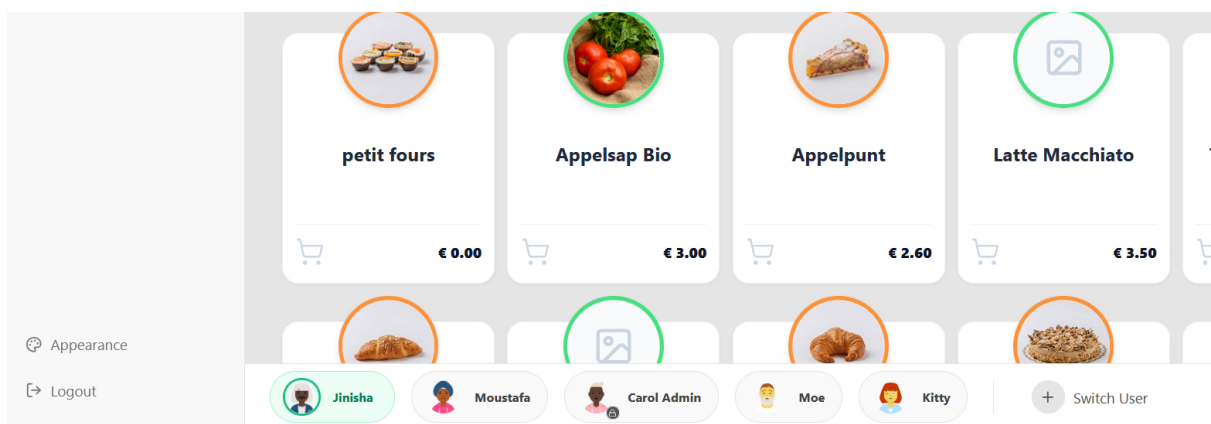 petit fours
Appelsap Bio
Appelpunt
Latte Macchiato
€ 0.00
€ 3.00
€ 2.60
€ 3.50
Appearance
Logout
Jinisha
Moustafa
Carol Admin
Moe
Kitty
Switch User